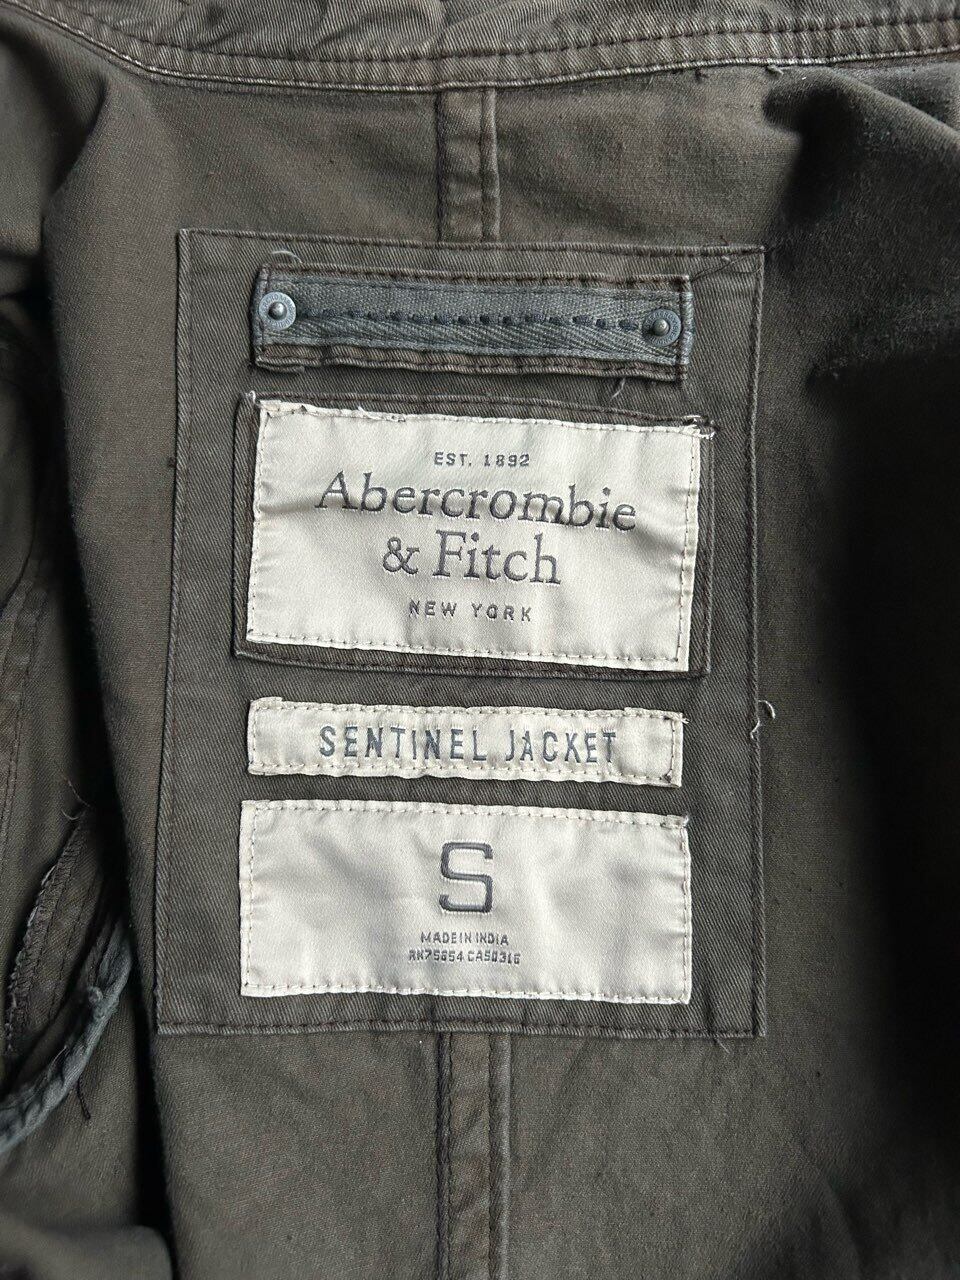 EST. 1892
Abercrombie
& Fitch
NEW YORK
SENTINEL JACKET
S
MADE IN INDIA
RN75654 CA50316